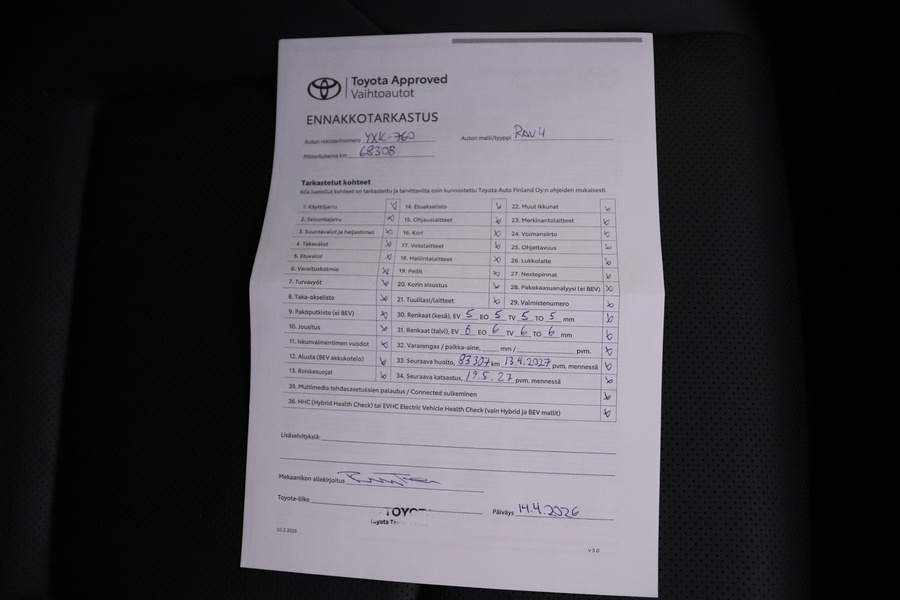 Toyota Approved
Vaihtoautot
ENNAKKOTARKASTUS
Auton rekisterinumero YXK-760 Auton malli/tyyppi RAV4
Mittarilukema km 68308
Tarkastetut kohteet
Alla luetellut kohteet on tarkastettu ja tarvittavilta osin kunnostettu Toyota Auto Finland Oy:n ohjeiden mukaisesti.
1. Käyttöjarru 14. Etuakselisto 22. Muut ikkunat
2. Seisontajarru 15. Ohjauslaitteet 23. Merkinantolaitteet
3. Suuntavalot ja heijastimet 16. Kori 24. Voimansiirto
4. Takavalot 17. Vetolaitteet 25. Ohjattavuus
5. Etuvalot 18. Hallintalaitteet 26. Lukkolaite
6. Varoituskolmio 19. Peilit 27. Nestepinnat
7. Turvavyöt 20. Korin sisustus 28. Pakokaasuanalyysi (ei BEV)
8. Taka-akselisto 21. Tuulilasi/laitteet 29. Valmistenumero
9. Pakoputkisto (ei BEV) 30. Renkaat (kesä), EV 5 EO 5 TV 5 TO 5 mm
10. Jousitus 31. Renkaat (talvi), EV 6 EO 6 TV 6 TO 6 mm
11. Iskunvaimentimen vuodot 32. Vararengas / paikka-aine, mm / pvm.
12. Alusta (BEV akkukotelo) 33. Seuraava huolto, 83307 km 13.4.2027 pvm. mennessä
13. Roiskesuojat 34. Seuraava katsastus, 19.5.27 pvm. mennessä
35. Multimedia tehdasasetuksien palautus / Connected sulkeminen
36. HHC (Hybrid Health Check) tai EVHC Electric Vehicle Health Check (vain Hybrid ja BEV mallit)
Lisäselvityksiä:
Mekaanikon allekirjoitus
Toyota-liike TOYOTA Päiväys 14.4.2026
Toyota
10.2.2025 v 3.0